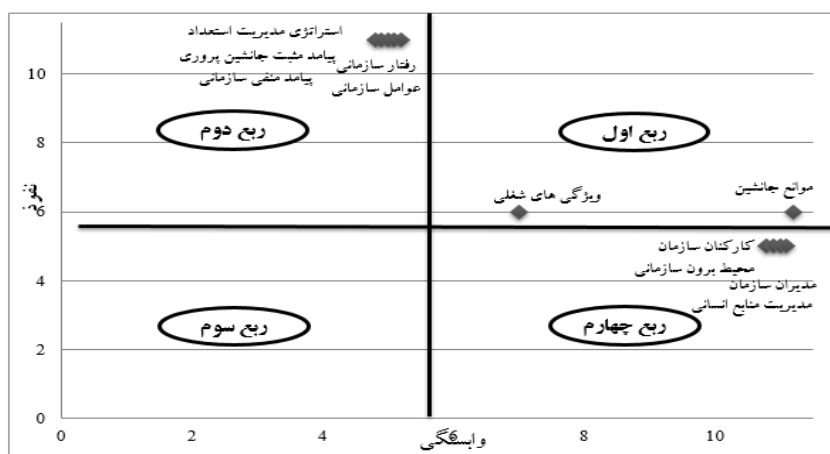 استراتژی مدیریت استعداد
پیامد مثبت جانشین پروری
پیامد منفی سازمانی
رفتار سازمانی
عوامل سازمانی
ربع دوم
ربع اول
موانع جانشین
ویژگی های شغلی
کارکنان سازمان
محیط برون سازمانی
مدیران سازمان
مدیریت منابع انسانی
ربع سوم
ربع چهارم
نفوذ
10
8
6
4
2
0
0 2 4 6 8 10
وابستگی